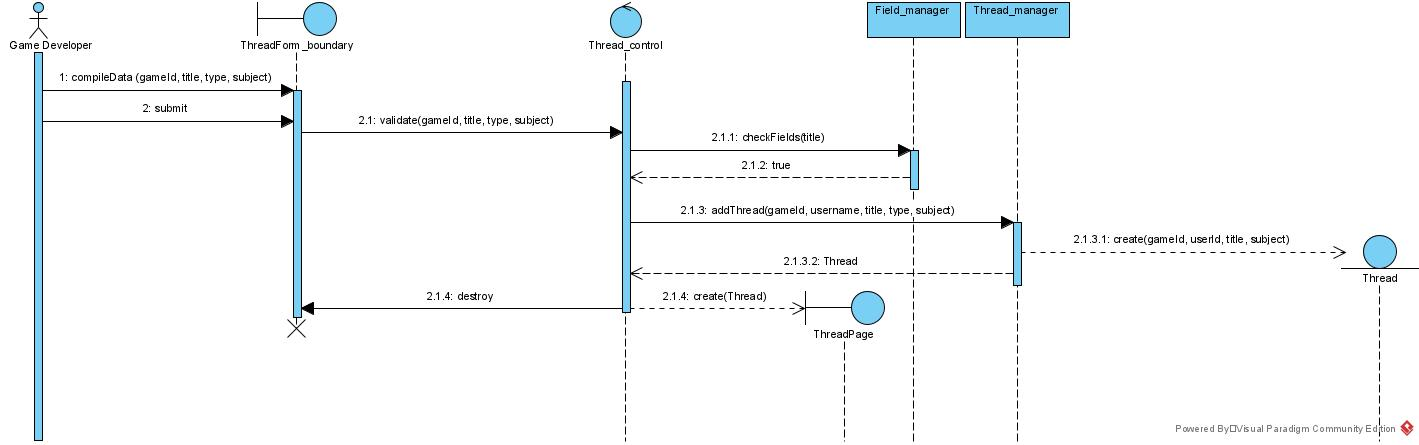 Field_manager
Thread_manager
Game Developer
ThreadForm_boundary
Thread_control
1: compileData (gameId, title, type, subject)
2: submit
2.1: validate(gameId, title, type, subject)
2.1.1: checkFields(title)
2.1.2: true
2.1.3: addThread(gameId, username, title, type, subject)
2.1.3.1: create(gameId, userId, title, subject)
2.1.3.2: Thread
Thread
2.1.4: destroy
2.1.4: create(Thread)
ThreadPage
Powered By□Visual Paradigm Community Edition